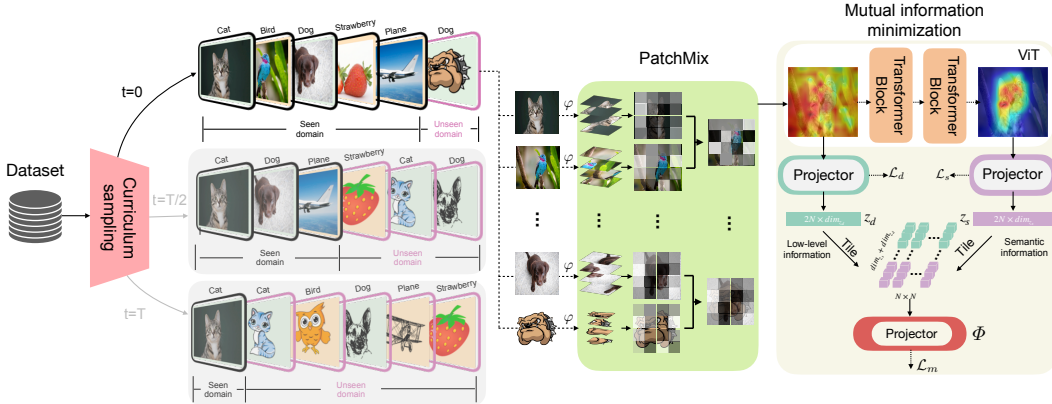 Mutual information
minimization
Cat
Bird
Dog
Strawberry
Plane
Dog
PatchMix
ViT
t=0
φ
Transformer
Block
Transformer
Block
Seen
domain
Unseen
domain
Dataset
Curriculum
sampling
Cat
Dog
Plane
Strawberry
Cat
Dog
φ
Projector
ℒd
ℒs
Projector
t=T/2
2N × dim
zd
zs
2N × dim
Seen
domain
Unseen
domain
Low-level
information
Tile
Tile
Semantic
information
φ
N × N
t=T
Cat
Cat
Bird
Dog
Plane
Strawberry
φ
Projector
Φ
ℒm
Seen
domain
Unseen
domain